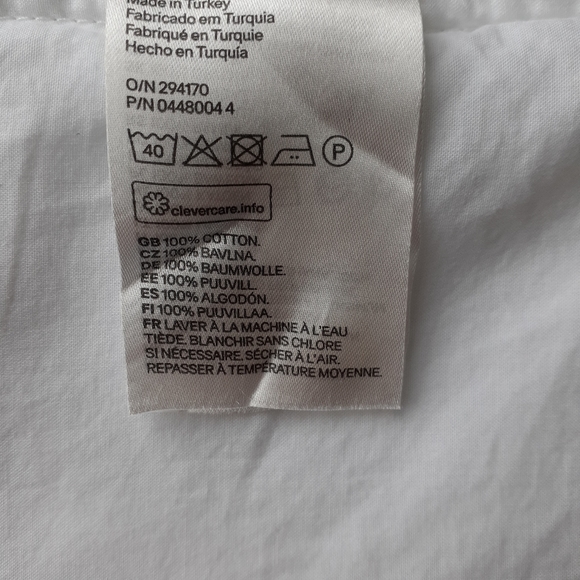 Made in Turkey
Fabricado em Turquia
Fabriqué en Turquie
Hecho en Turquía
O/N 294170
P/N 0448004 4
40 P
clevercare.info
GB 100% COTTON.
CZ 100% BAVLNA.
DE 100% BAUMWOLLE.
EE 100% PUUVILL.
ES 100% ALGODÓN.
FI 100% PUUVILLAA.
FR LAVER À LA MACHINE À L'EAU
TIÈDE. BLANCHIR SANS CHLORE
SI NÉCESSAIRE. SÉCHER À L'AIR.
REPASSER À TEMPÉRATURE MOYENNE.